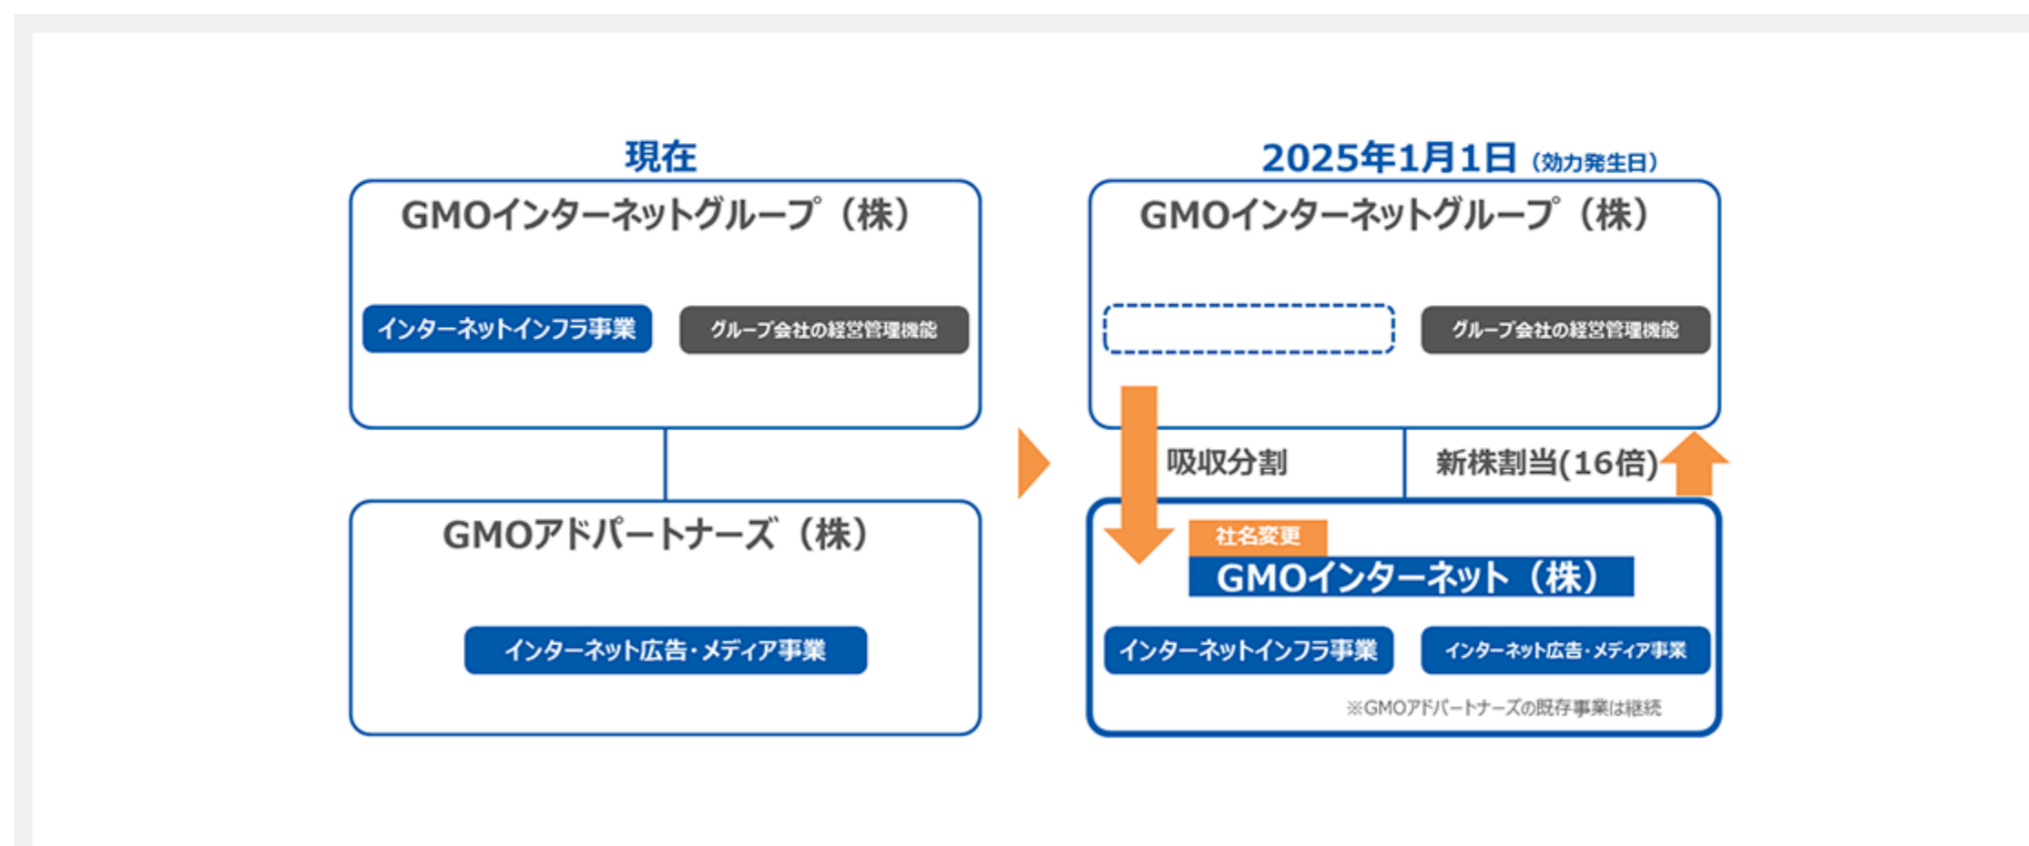 現在
GMOインターネットグループ（株）
インターネットインフラ事業
グループ会社の経営管理機能
GMOアドパートナーズ（株）
インターネット広告・メディア事業
2025年1月1日（効力発生日）
GMOインターネットグループ（株）
グループ会社の経営管理機能
吸収分割
新株割当(16倍)
社名変更
GMOインターネット（株）
インターネットインフラ事業
インターネット広告・メディア事業
※GMOアドパートナーズの既存事業は継続